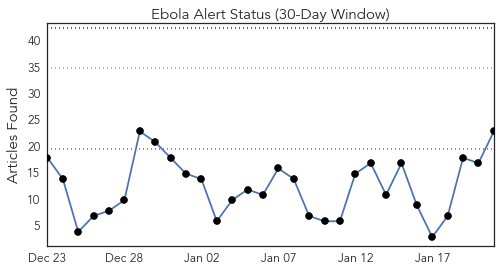 Ebola Alert Status (30-Day Window)
Articles Found
40
35
30
25
20
15
10
5
Dec 23
Dec 28
Jan 02
Jan 07
Jan 12
Jan 17